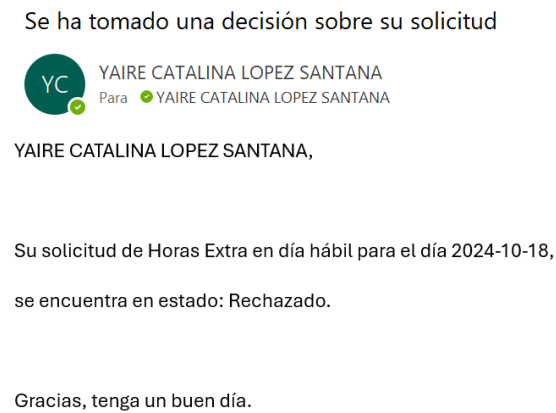 Se ha tomado una decisión sobre su solicitud
YC
YAIRE CATALINA LOPEZ SANTANA
Para YAIRE CATALINA LOPEZ SANTANA
YAIRE CATALINA LOPEZ SANTANA,
Su solicitud de Horas Extra en día hábil para el día 2024-10-18,
se encuentra en estado: Rechazado.
Gracias, tenga un buen día.